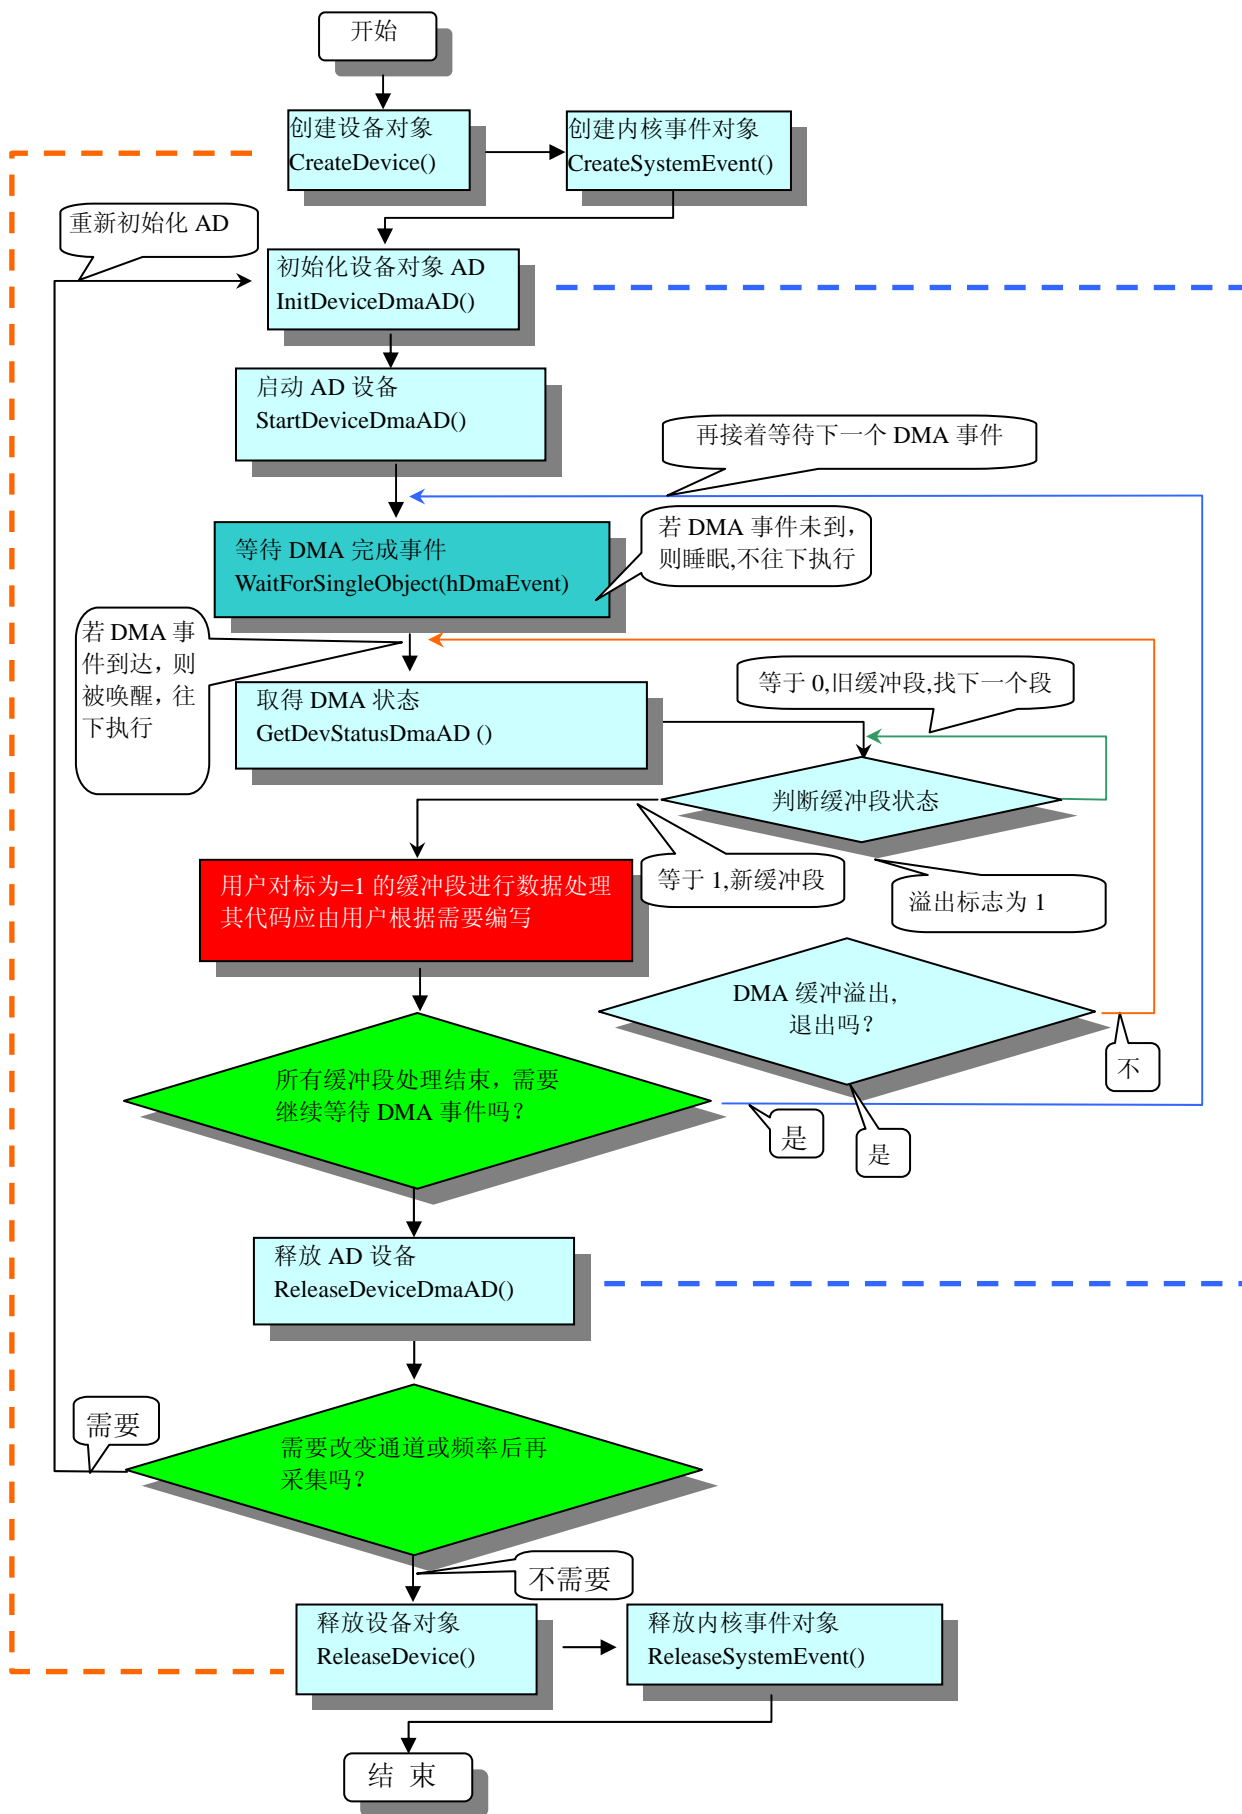 开始
创建设备对象
CreateDevice()
创建内核事件对象
CreateSystemEvent()
重新初始化 AD
初始化设备对象 AD
InitDeviceDmaAD()
启动 AD 设备
StartDeviceDmaAD()
再接着等待下一个 DMA 事件
等待 DMA 完成事件
WaitForSingleObject(hDmaEvent)
若 DMA 事件未到，
则睡眠,不往下执行
若 DMA 事
件到达，则
被唤醒，往
下执行
取得 DMA 状态
GetDevStatusDmaAD ()
等于 0,旧缓冲段,找下一个段
判断缓冲段状态
用户对标为=1 的缓冲段进行数据处理
其代码应由用户根据需要编写
等于 1,新缓冲段
溢出标志为 1
DMA 缓冲溢出,
退出吗？
不
所有缓冲段处理结束，需要
继续等待 DMA 事件吗？
是
是
释放 AD 设备
ReleaseDeviceDmaAD()
需要
需要改变通道或频率后再
采集吗？
不需要
释放设备对象
ReleaseDevice()
释放内核事件对象
ReleaseSystemEvent()
结 束